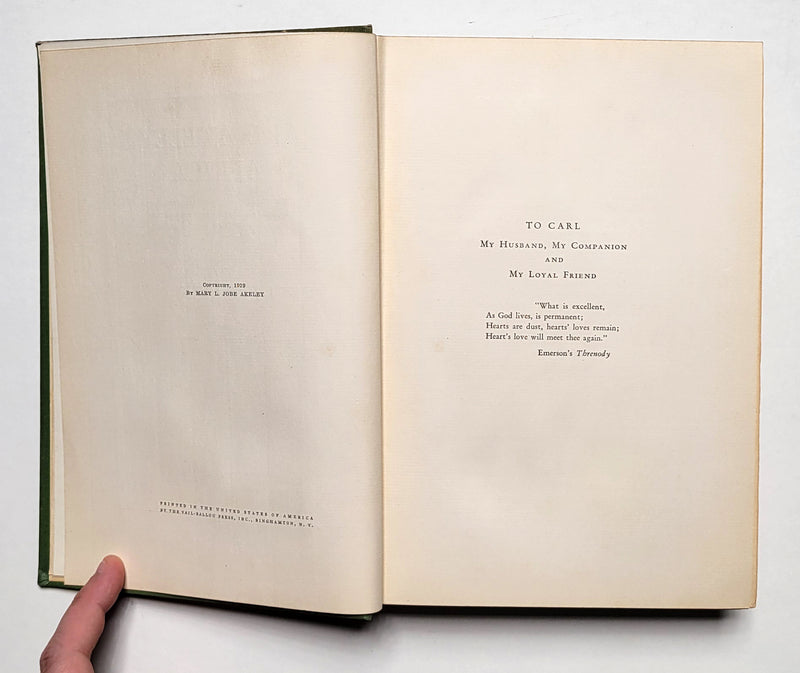 COPYRIGHT, 1929
BY MARY L. JOBE AKELEY
PRINTED IN THE UNITED STATES OF AMERICA
BY THE VAIL-BALLOU PRESS, INC., BINGHAMTON, N. Y.
TO CARL
MY HUSBAND, MY COMPANION
AND
MY LOYAL FRIEND
"What is excellent,
As God lives, is permanent;
Hearts are dust, hearts' loves remain;
Heart's love will meet thee again."
Emerson's Threnody